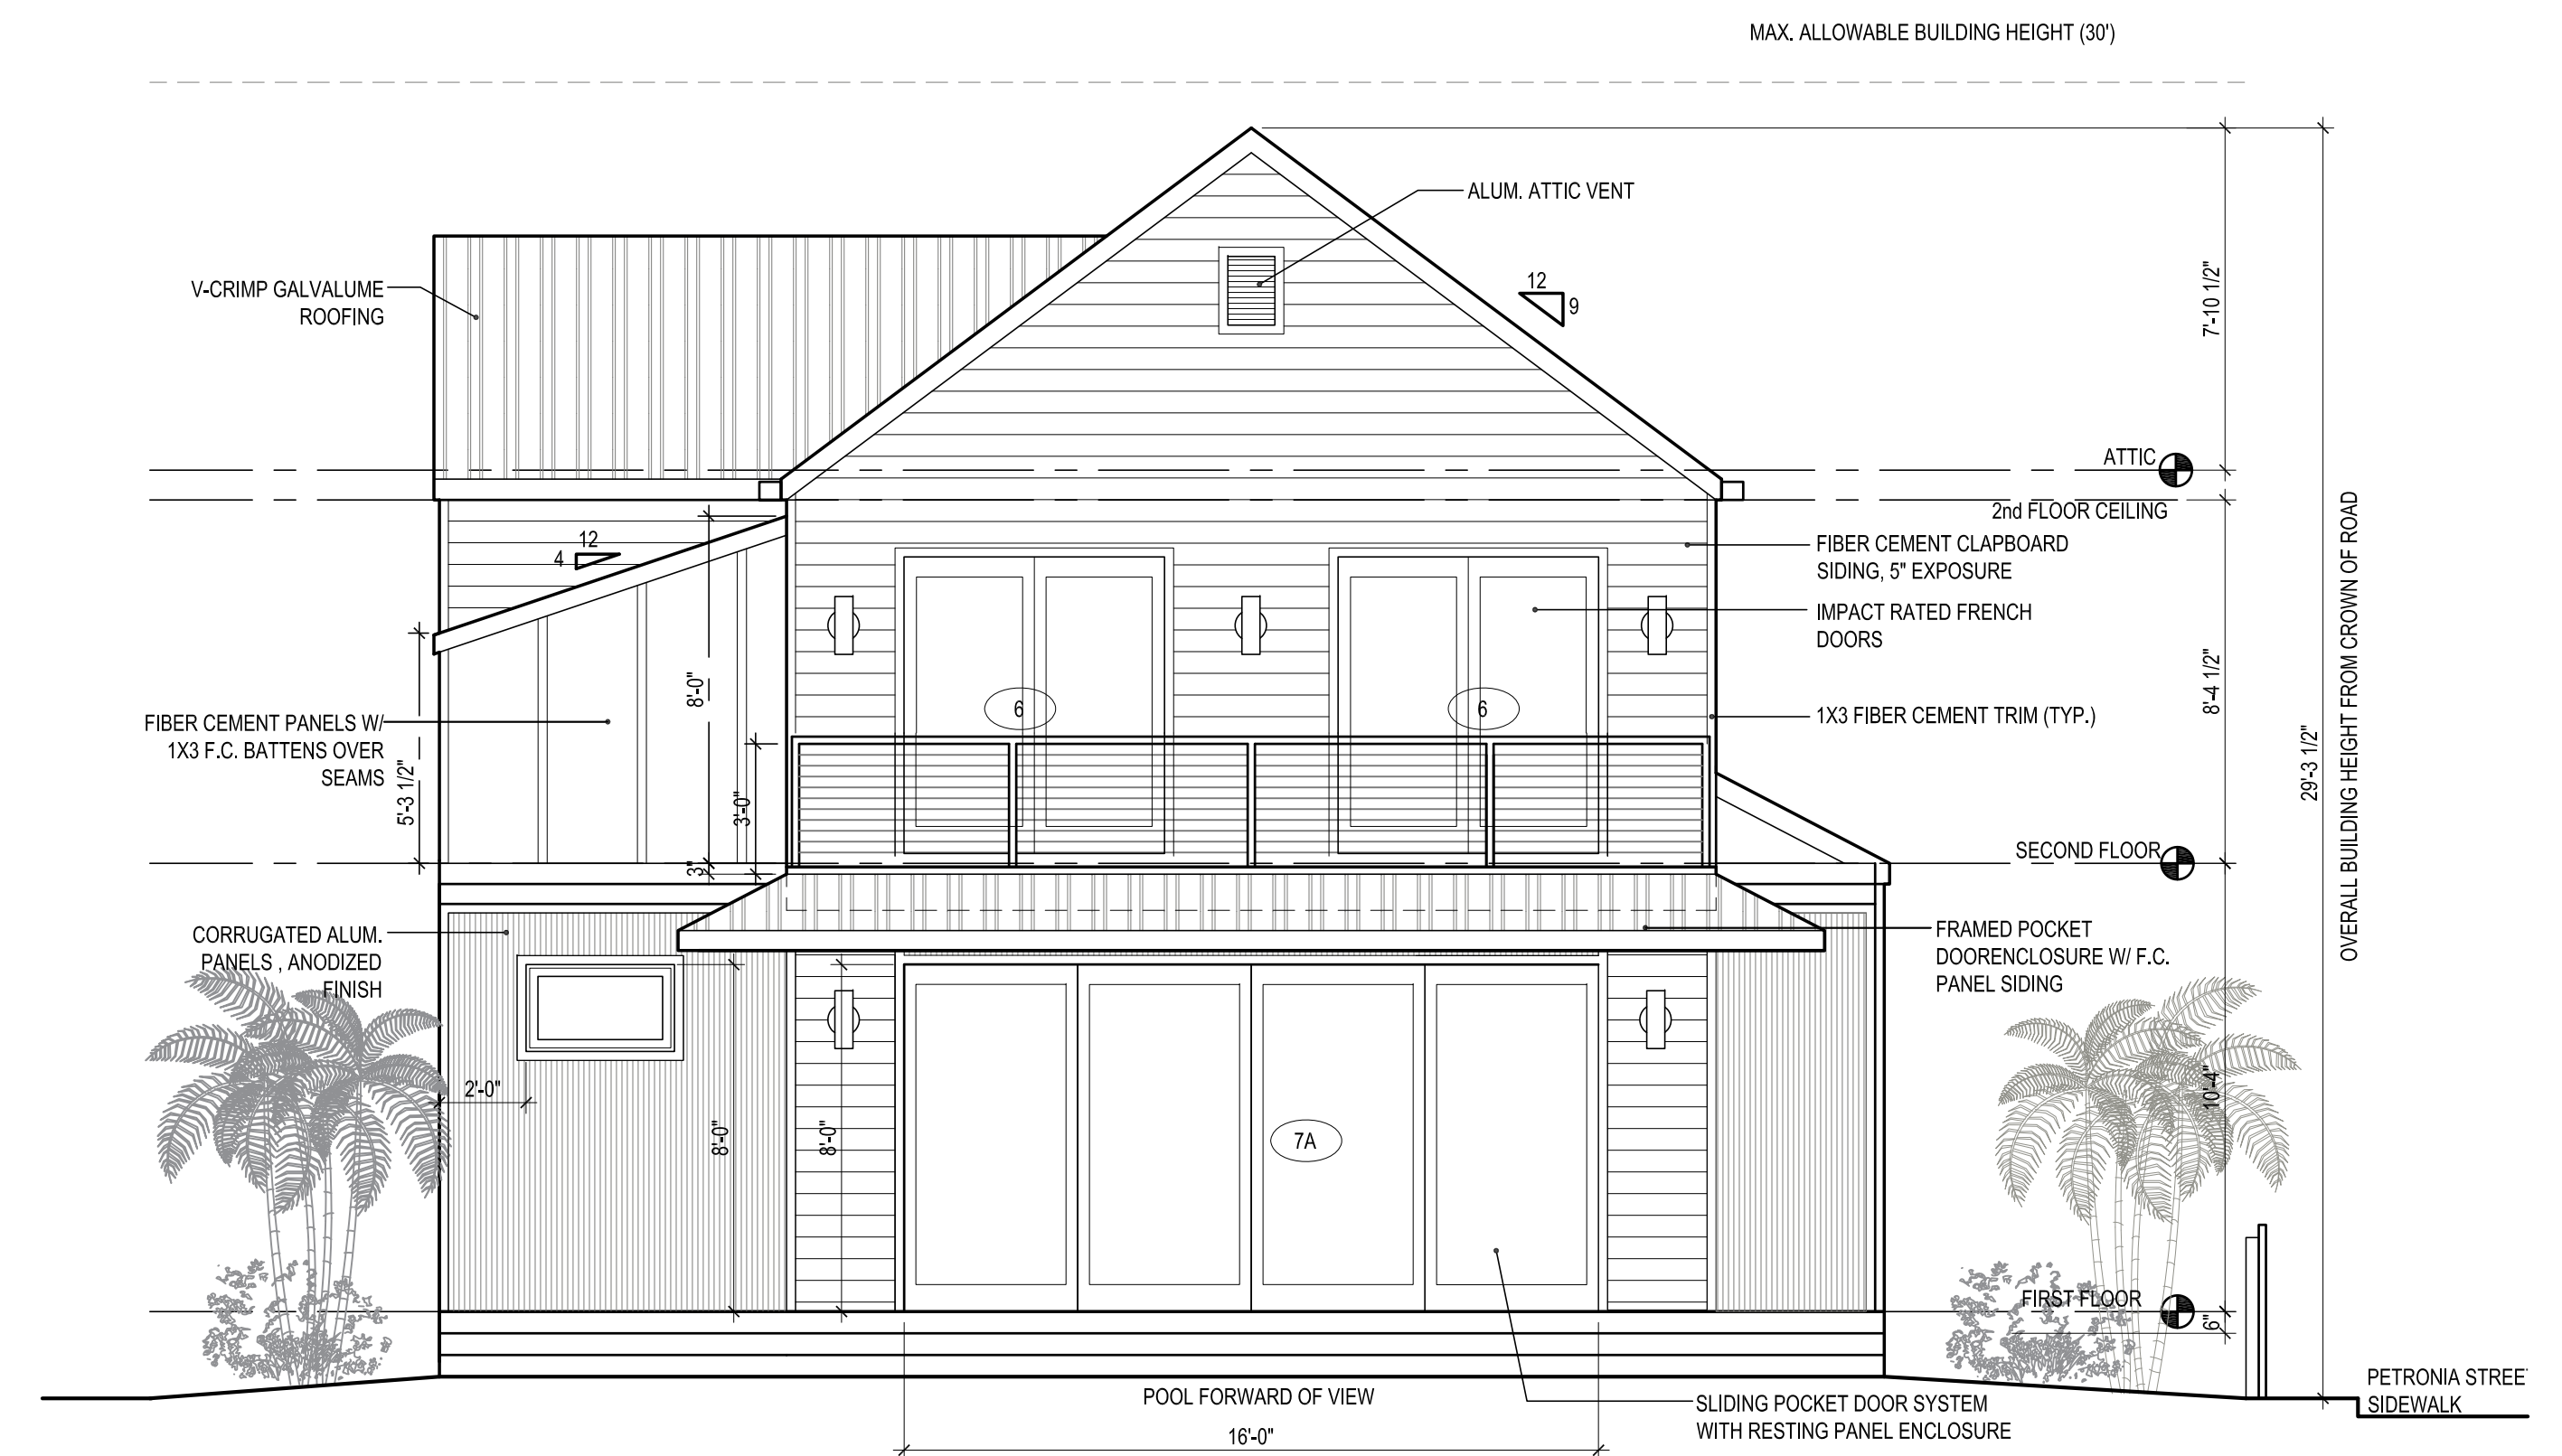 MAX. ALLOWABLE BUILDING HEIGHT (30')
ALUM. ATTIC VENT
V-CRIMP GALVALUME
ROOFING
12
9
7'-10 1/2"
ATTIC
2nd FLOOR CEILING
12
4
8'-0"
FIBER CEMENT CLAPBOARD
SIDING, 5" EXPOSURE
IMPACT RATED FRENCH
DOORS
8'-4 1/2"
OVERALL BUILDING HEIGHT FROM CROWN OF ROAD
29'-3 1/2"
6
6
1X3 FIBER CEMENT TRIM (TYP.)
FIBER CEMENT PANELS W/
1X3 F.C. BATTENS OVER
SEAMS
5'-3 1/2"
3'-0"
3"
SECOND FLOOR
CORRUGATED ALUM.
PANELS , ANODIZED
FINISH
FRAMED POCKET
DOORENCLOSURE W/ F.C.
PANEL SIDING
2'-0"
8'-0"
8'-0"
7A
10'-4"
FIRST FLOOR
6"
POOL FORWARD OF VIEW
16'-0"
SLIDING POCKET DOOR SYSTEM
WITH RESTING PANEL ENCLOSURE
PETRONIA STREE
SIDEWALK